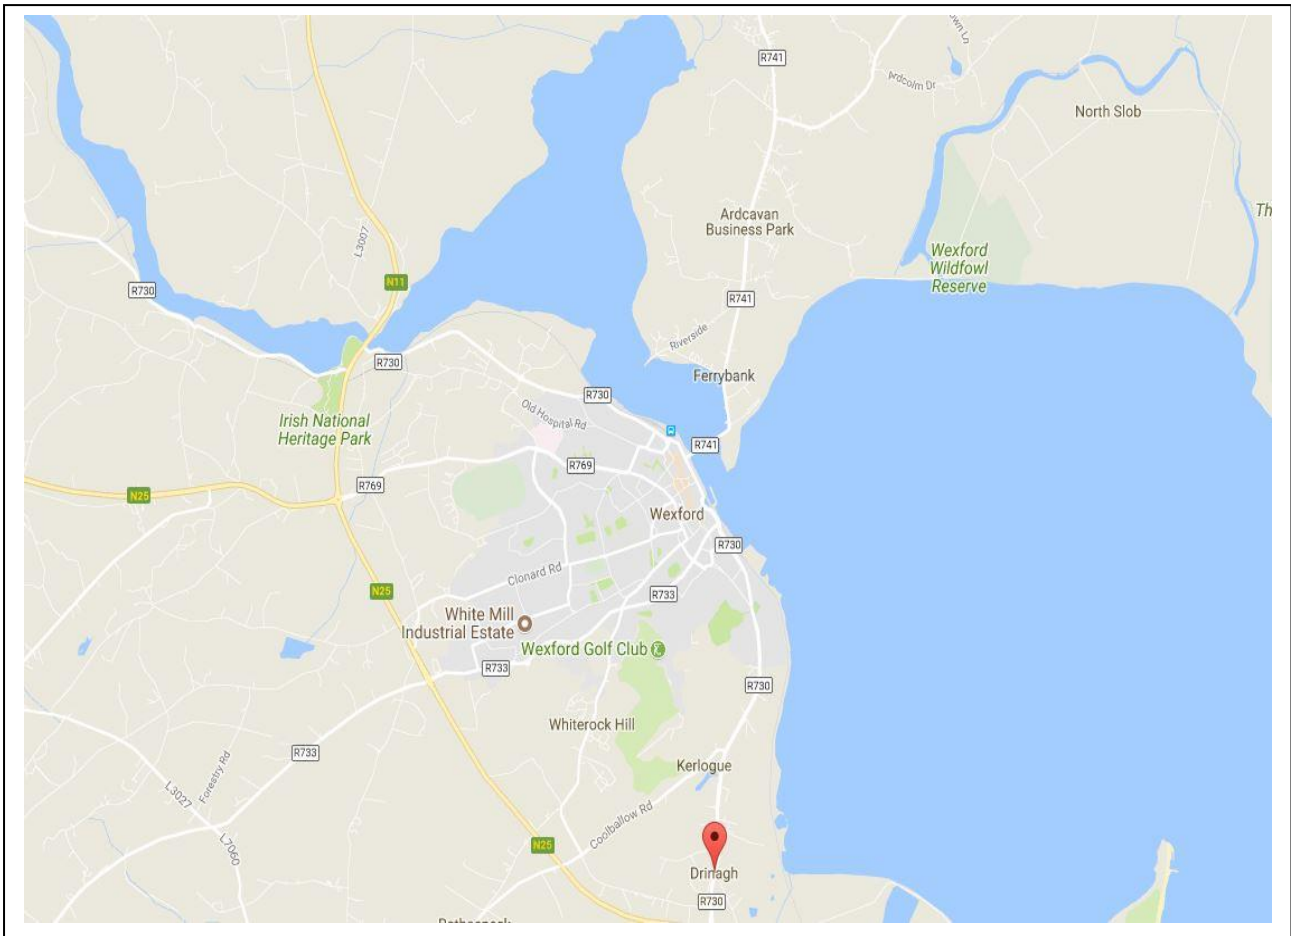 R741
own Ln
Ardcolm Dr
North Slob
Ardcavan
Business Park
Th
L3007
Wexford
Wildfowl
Reserve
N11
R730
R741
Riverside
R730
Ferrybank
R730
Old Hospital Rd
Irish National
Heritage Park
R741
R769
R769
N25
Wexford
R730
Clonard Rd
N25
R733
White Mill
Industrial Estate
Wexford Golf Club
R733
R730
Whiterock Hill
R733
Kerlogue
Forestry Rd
L3027
Coolballow Rd
L7060
N25
Drinagh
R730